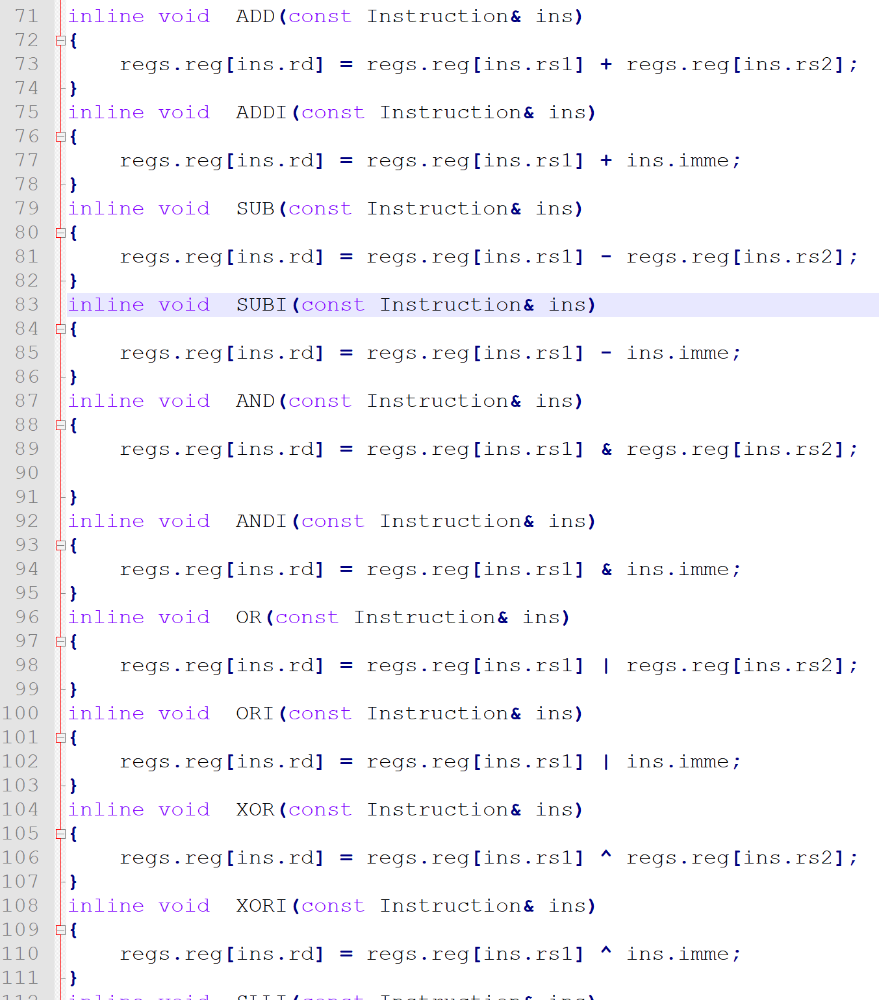 71 inline void  ADD(const Instruction& ins)
72 {
73     regs.reg[ins.rd] = regs.reg[ins.rs1] + regs.reg[ins.rs2];
74 }
75 inline void  ADDI(const Instruction& ins)
76 {
77     regs.reg[ins.rd] = regs.reg[ins.rs1] + ins.imme;
78 }
79 inline void  SUB(const Instruction& ins)
80 {
81     regs.reg[ins.rd] = regs.reg[ins.rs1] - regs.reg[ins.rs2];
82 }
83 inline void  SUBI(const Instruction& ins)
84 {
85     regs.reg[ins.rd] = regs.reg[ins.rs1] - ins.imme;
86 }
87 inline void  AND(const Instruction& ins)
88 {
89     regs.reg[ins.rd] = regs.reg[ins.rs1] & regs.reg[ins.rs2];
90
91 }
92 inline void  ANDI(const Instruction& ins)
93 {
94     regs.reg[ins.rd] = regs.reg[ins.rs1] & ins.imme;
95 }
96 inline void  OR(const Instruction& ins)
97 {
98     regs.reg[ins.rd] = regs.reg[ins.rs1] | regs.reg[ins.rs2];
99 }
100 inline void  ORI(const Instruction& ins)
101 {
102     regs.reg[ins.rd] = regs.reg[ins.rs1] | ins.imme;
103 }
104 inline void  XOR(const Instruction& ins)
105 {
106     regs.reg[ins.rd] = regs.reg[ins.rs1] ^ regs.reg[ins.rs2];
107 }
108 inline void  XORI(const Instruction& ins)
109 {
110     regs.reg[ins.rd] = regs.reg[ins.rs1] ^ ins.imme;
111 }
112 inline void  (const Instruction& ins)